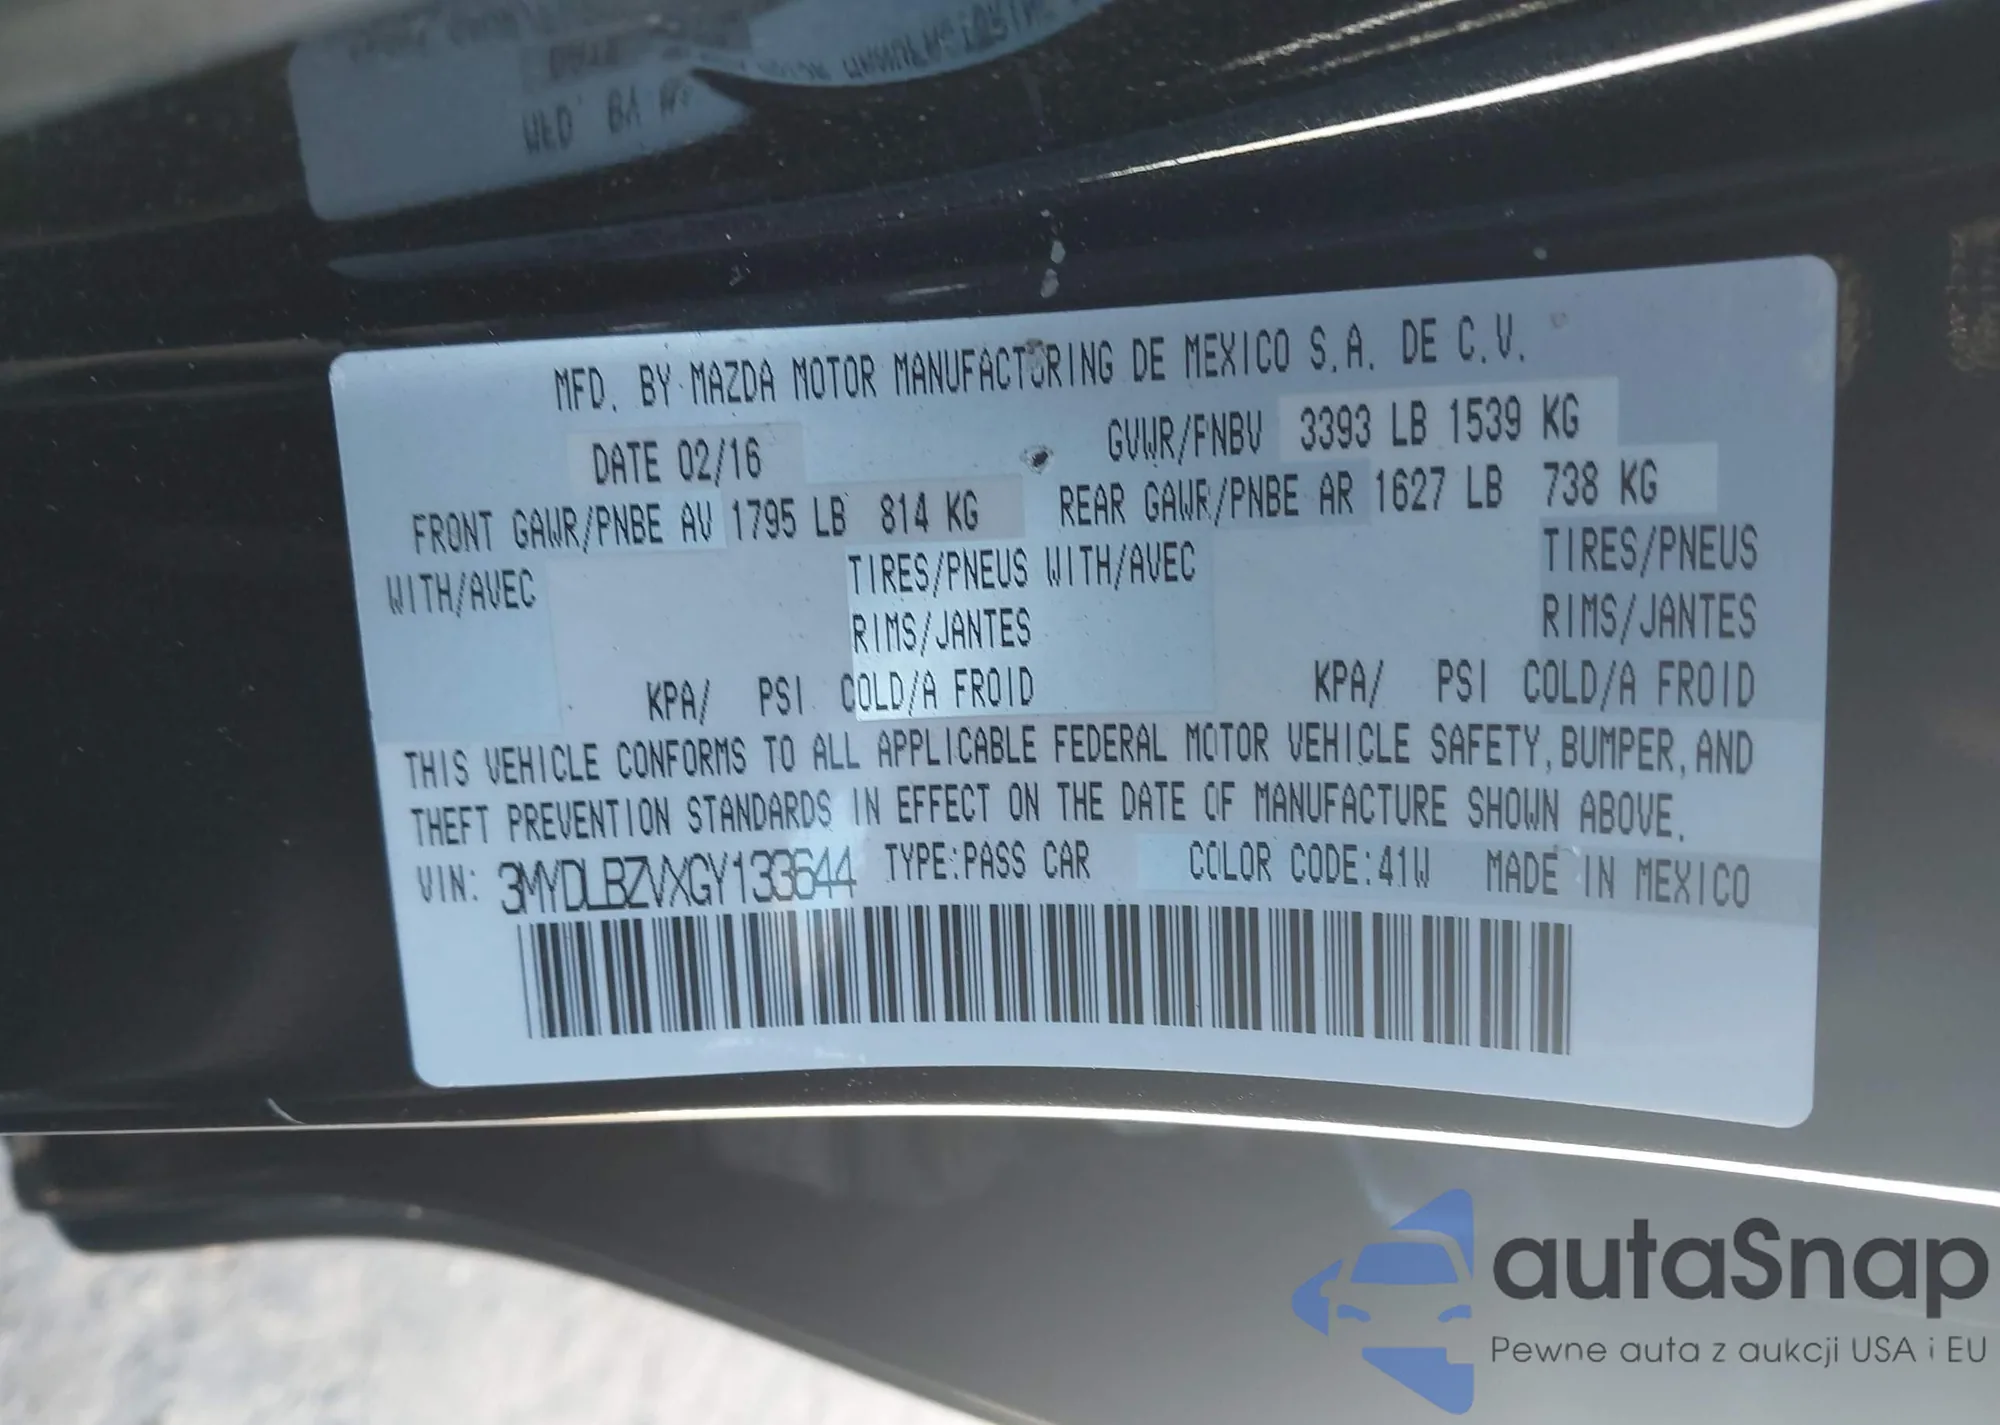 MFD. BY MAZDA MOTOR MANUFACTURING DE MEXICO S.A. DE C.V.
DATE 02/16 GVWR/PNBV 3393 LB 1539 KG
FRONT GAWR/PNBE AV 1795 LB 814 KG REAR GAWR/PNBE AR 1627 LB 738 KG
WITH/AVEC TIRES/PNEUS WITH/AVEC TIRES/PNEUS
RIMS/JANTES RIMS/JANTES
KPA/ PSI COLD/A FROID KPA/ PSI COLD/A FROID
THIS VEHICLE CONFORMS TO ALL APPLICABLE FEDERAL MOTOR VEHICLE SAFETY, BUMPER, AND
THEFT PREVENTION STANDARDS IN EFFECT ON THE DATE OF MANUFACTURE SHOWN ABOVE.
VIN: 3MYDLBZVXGY133644 TYPE:PASS CAR COLOR CODE:41W MADE IN MEXICO
autaSnap
Pewne auta z aukcji USA i EU